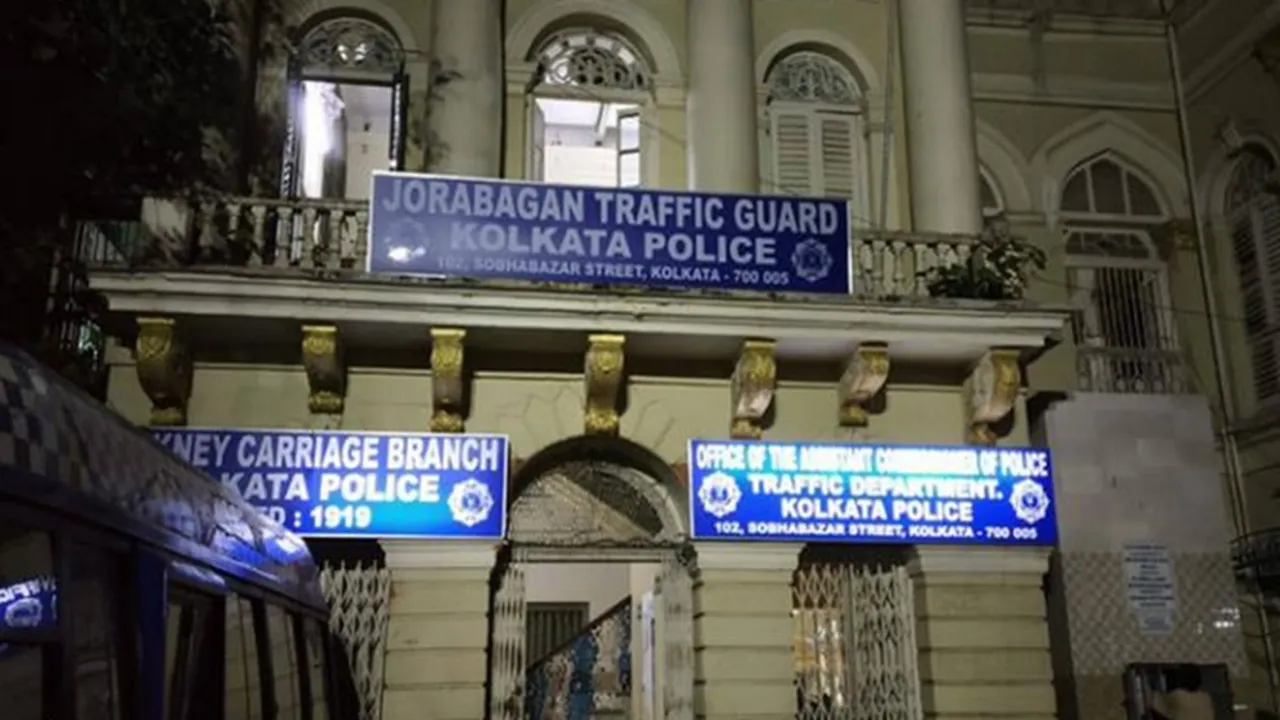 JORABAGAN TRAFFIC GUARD
KOLKATA POLICE
102, SOBHABAZAR STREET, KOLKATA - 700 005
KNEY CARRIAGE BRANCH
KATA POLICE
: 1919
OFFICE OF THE ASSISTANT COMMISSIONER OF POLICE
TRAFFIC DEPARTMENT.
KOLKATA POLICE
102, SOBHABAZAR STREET, KOLKATA - 700 005